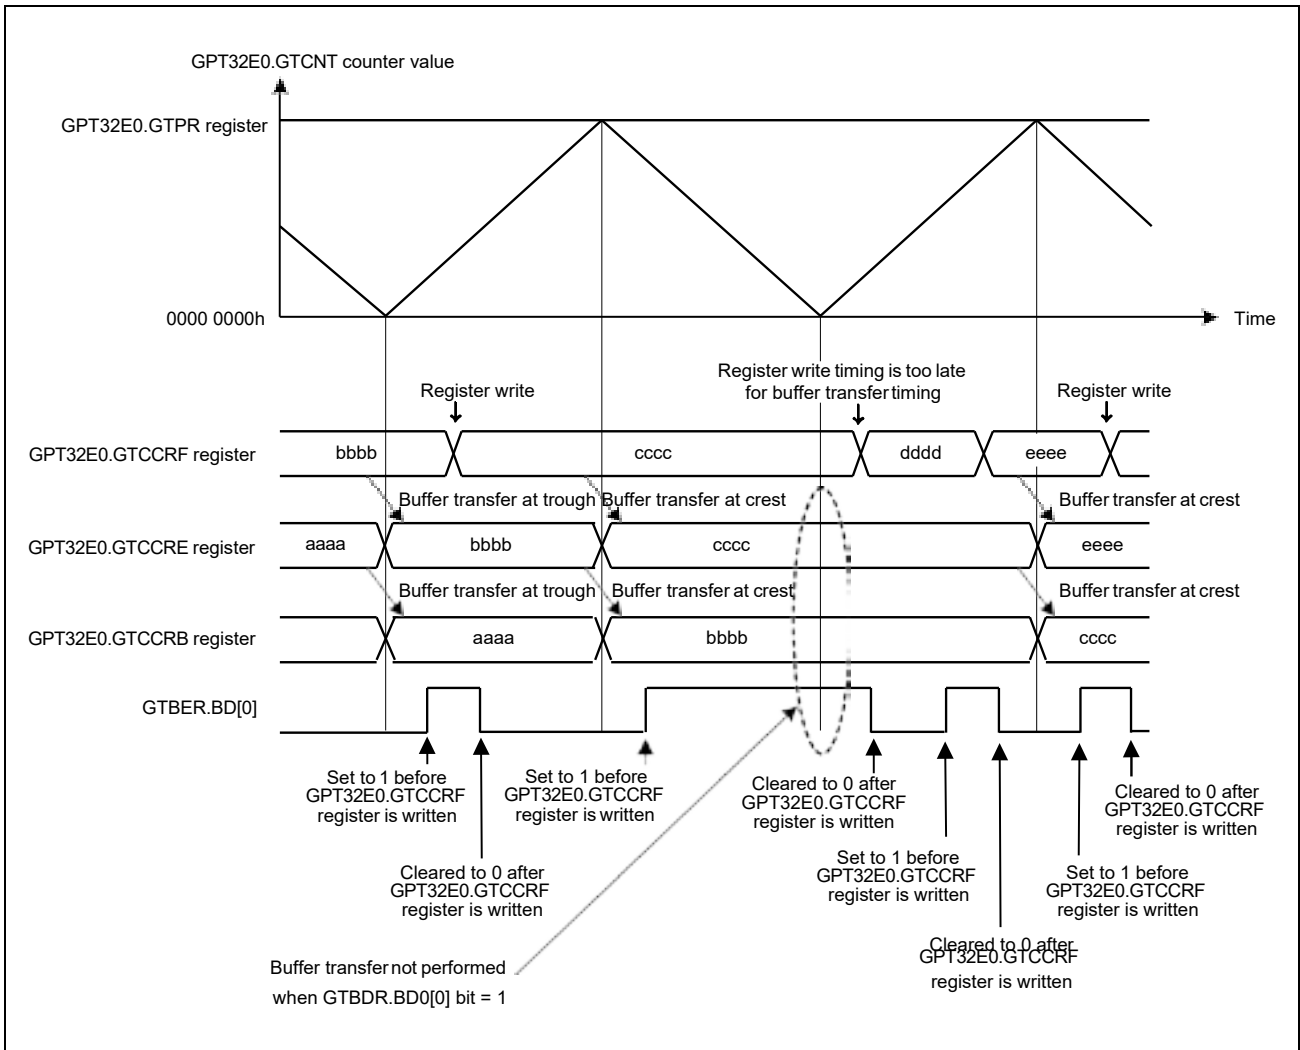 GPT32E0.GTCNT counter value
GPT32E0.GTPR register
0000 0000h
Time
Register write
Register write timing is too late
for buffer transfer timing
Register write
GPT32E0.GTCCRF register
bbbb
cccc
dddd
eeee
Buffer transfer at trough
Buffer transfer at crest
Buffer transfer at crest
GPT32E0.GTCCRE register
aaaa
bbbb
cccc
eeee
Buffer transfer at trough
Buffer transfer at crest
Buffer transfer at crest
GPT32E0.GTCCRB register
aaaa
bbbb
cccc
GTBER.BD[0]
Set to 1 before
GPT32E0.GTCCRF
register is written
Cleared to 0 after
GPT32E0.GTCCRF
register is written
Set to 1 before
GPT32E0.GTCCRF
register is written
Cleared to 0 after
GPT32E0.GTCCRF
register is written
Set to 1 before
GPT32E0.GTCCRF
register is written
Cleared to 0 after
GPT32E0.GTCCRF
register is written
Set to 1 before
GPT32E0.GTCCRF
register is written
Cleared to 0 after
GPT32E0.GTCCRF
register is written
Buffer transfer not performed
when GTBDR.BD0[0] bit = 1